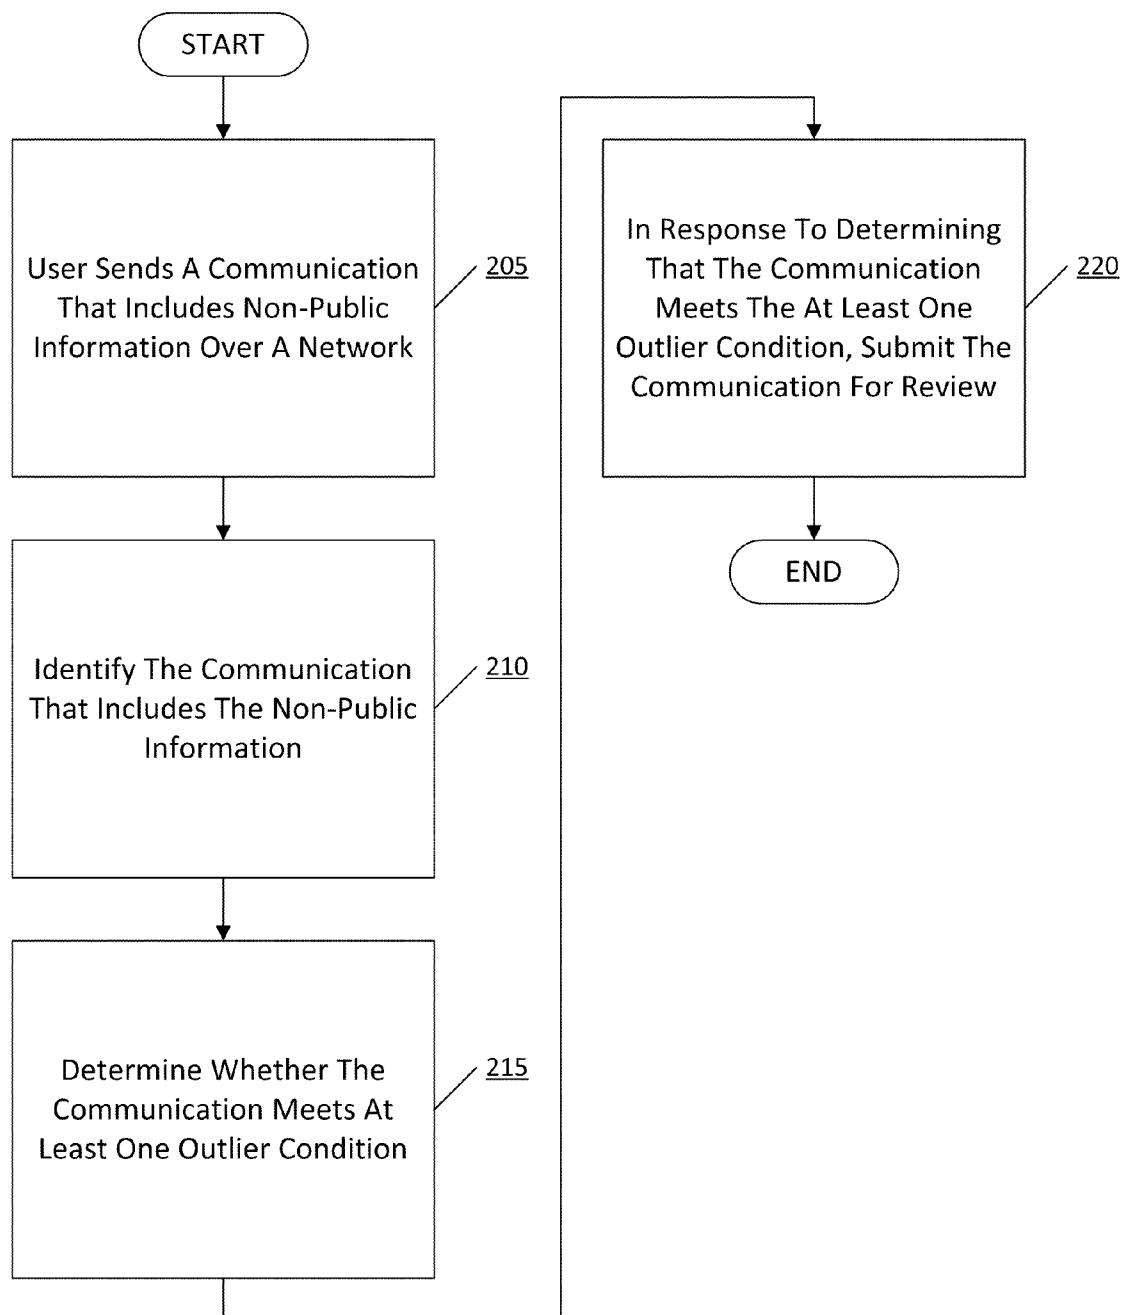 START
User Sends A Communication
That Includes Non-Public
Information Over A Network
205
Identify The Communication
That Includes The Non-Public
Information
210
Determine Whether The
Communication Meets At
Least One Outlier Condition
215
In Response To Determining
That The Communication
Meets The At Least One
Outlier Condition, Submit The
Communication For Review
220
END